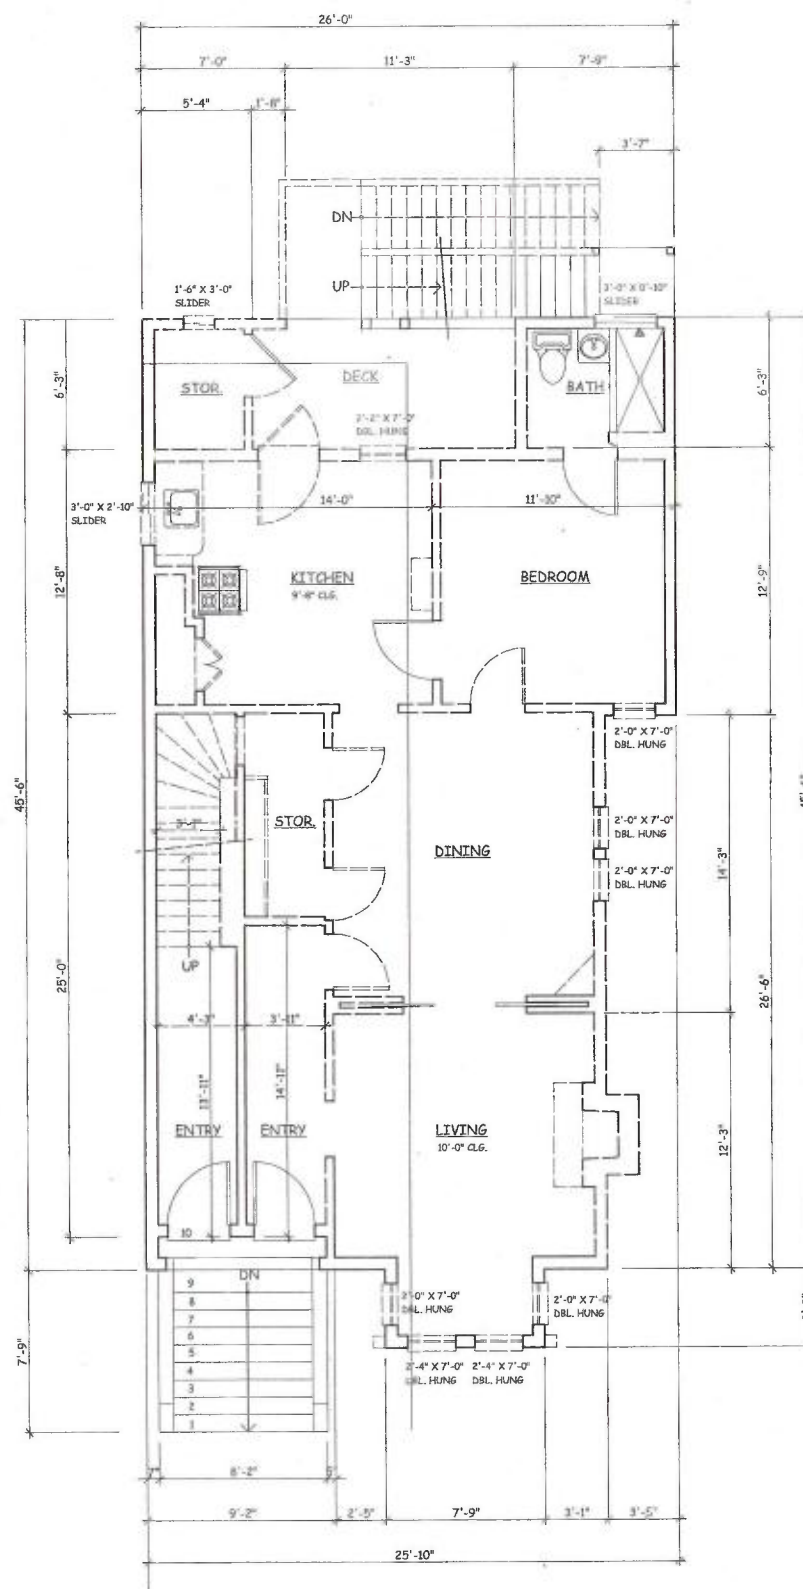 26'-0"
7'-0" 11'-3" 7'-9"
5'-4" 1'-8"
3'-7"
DN
UP
1'-6" X 3'-0"
SLIDER
3'-0" X 0'-10"
SLIDER
6'-3"
STOR.
DECK
BATH
6'-3"
2'-2" X 7'-0"
DBL. HUNG
3'-0" X 2'-10"
SLIDER
14'-0"
11'-10"
KITCHEN
9'-8" CLG.
BEDROOM
12'-8"
12'-9"
2'-0" X 7'-0"
DBL. HUNG
45'-6"
2'-0" X 7'-0"
DBL. HUNG
STOR.
DINING
2'-0" X 7'-0"
DBL. HUNG
14'-3"
UP
25'-0"
26'-6"
4'-3" 3'-11"
13'-11"
14'-11"
ENTRY
ENTRY
LIVING
10'-0" CLG.
12'-3"
10
DN
9
8
7
6
5
4
3
2
1
2'-0" X 7'-0"
DBL. HUNG
2'-0" X 7'-0"
DBL. HUNG
7'-9"
2'-4" X 7'-0"
DBL. HUNG
2'-4" X 7'-0"
DBL. HUNG
8'-2"
9'-2" 2'-5" 7'-9" 3'-1" 3'-5"
25'-10"